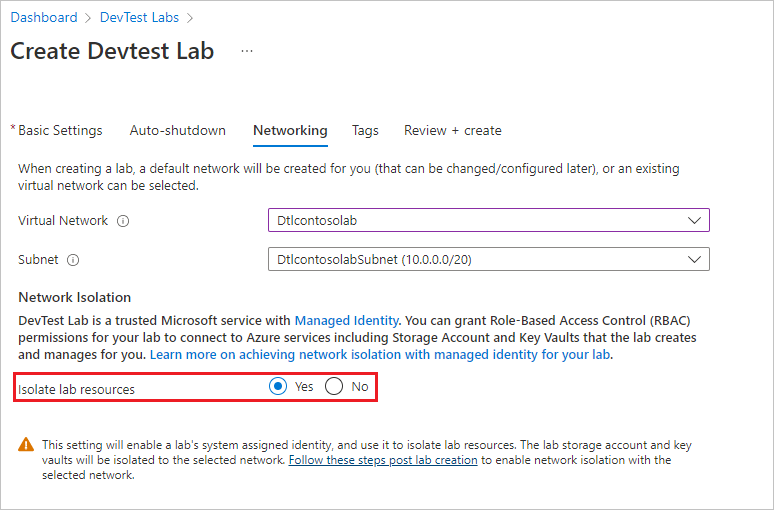 Dashboard > DevTest Labs >
Create Devtest Lab ...
* Basic Settings Auto-shutdown Networking Tags Review + create
When creating a lab, a default network will be created for you (that can be changed/configured later), or an existing
virtual network can be selected.
Virtual Network Dtlcontosolab
Subnet DtlcontosolabSubnet (10.0.0.0/20)
Network Isolation
DevTest Lab is a trusted Microsoft service with Managed Identity. You can grant Role-Based Access Control (RBAC)
permissions for your lab to connect to Azure services including Storage Account and Key Vaults that the lab creates
and manages for you. Learn more on achieving network isolation with managed identity for your lab.
Isolate lab resources Yes No
This setting will enable a lab's system assigned identity, and use it to isolate lab resources. The lab storage account and key
vaults will be isolated to the selected network. Follow these steps post lab creation to enable network isolation with the
selected network.